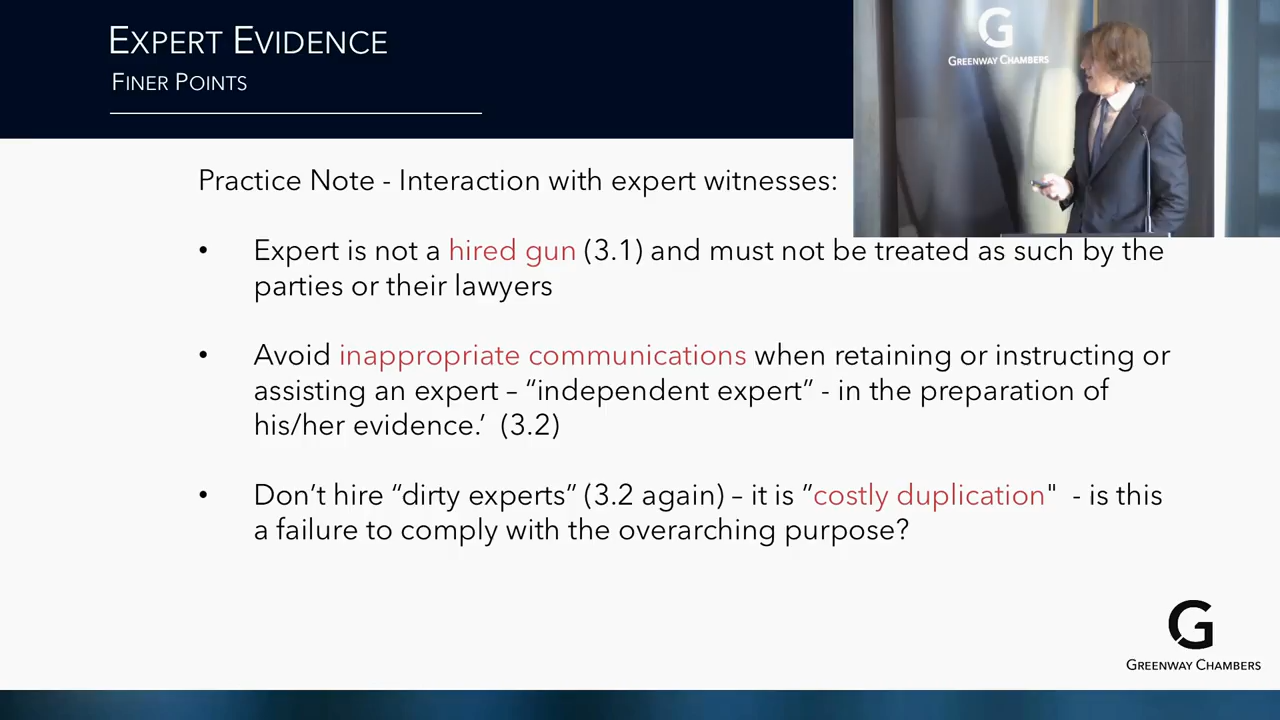 EXPERT EVIDENCE
FINER POINTS
G
GREENWAY CHAMBERS
Practice Note - Interaction with expert witnesses:
• Expert is not a hired gun (3.1) and must not be treated as such by the
parties or their lawyers
• Avoid inappropriate communications when retaining or instructing or
assisting an expert – “independent expert” - in the preparation of
his/her evidence.’ (3.2)
• Don’t hire “dirty experts” (3.2 again) – it is ”costly duplication" - is this
a failure to comply with the overarching purpose?
G
GREENWAY CHAMBERS